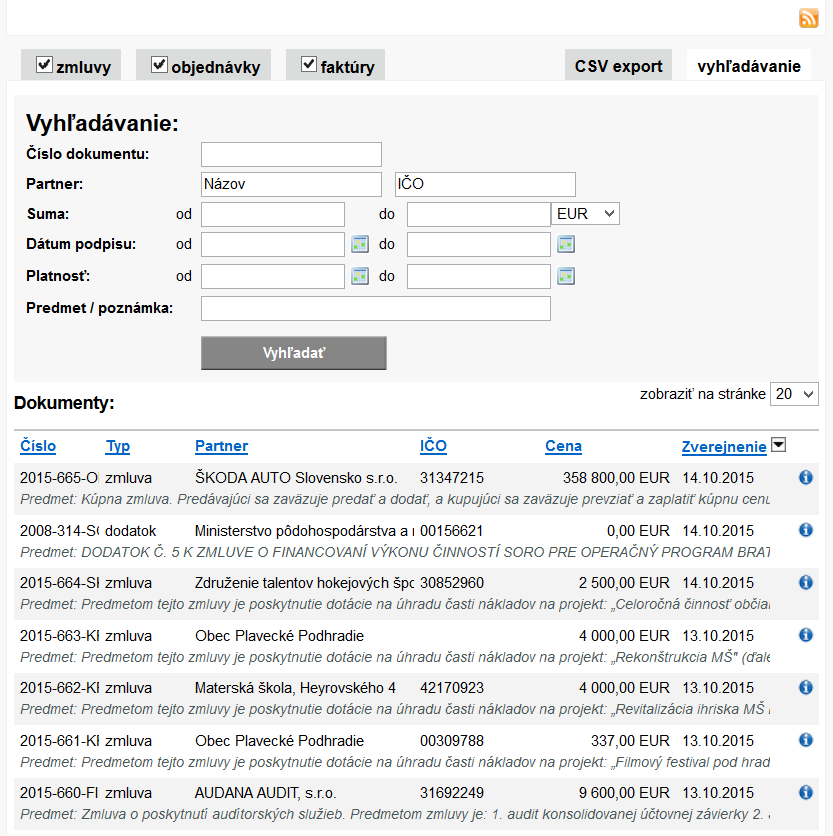 zmluvy objednávky faktúry CSV export vyhľadávanie
Vyhľadávanie:
Číslo dokumentu:
Partner: Názov IČO
Suma: od do EUR
Dátum podpisu: od do
Platnosť: od do
Predmet / poznámka:
Vyhľadať
zobraziť na stránke 20
Dokumenty:
Číslo Typ Partner IČO Cena Zverejnenie
2015-665-O zmluva ŠKODA AUTO Slovensko s.r.o. 31347215 358 800,00 EUR 14.10.2015
Predmet: Kúpna zmluva. Predávajúci sa zaväzuje predať a dodať, a kupujúci sa zaväzuje prevziať a zaplatiť kúpnu cenu
2008-314-SO dodatok Ministerstvo pôdohospodárstva a 00156621 0,00 EUR 14.10.2015
Predmet: DODATOK Č. 5 K ZMLUVE O FINANCOVANÍ VÝKONU ČINNOSTÍ SORO PRE OPERAČNÝ PROGRAM BRAT
2015-664-SI zmluva Združenie talentov hokejových špo 30852960 2 500,00 EUR 14.10.2015
Predmet: Predmetom tejto zmluvy je poskytnutie dotácie na úhradu časti nákladov na projekt: „Celoročná činnosť občia
2015-663-KI zmluva Obec Plavecké Podhradie 4 000,00 EUR 13.10.2015
Predmet: Predmetom tejto zmluvy je poskytnutie dotácie na úhradu časti nákladov na projekt: „Rekonštrukcia MŠ" (ďale
2015-662-KI zmluva Materská škola, Heyrovského 4 42170923 4 000,00 EUR 13.10.2015
Predmet: Predmetom tejto zmluvy je poskytnutie dotácie na úhradu časti nákladov na projekt: „Revitalizácia ihriska MŠ
2015-661-KI zmluva Obec Plavecké Podhradie 00309788 337,00 EUR 13.10.2015
Predmet: Predmetom tejto zmluvy je poskytnutie dotácie na úhradu časti nákladov na projekt: „Filmový festival pod hrad
2015-660-FI zmluva AUDANA AUDIT, s.r.o. 31692249 9 600,00 EUR 13.10.2015
Predmet: Zmluva o poskytnutí audítorských služieb. Predmetom zmluvy je: 1. audit konsolidovanej účtovnej závierky 2. a